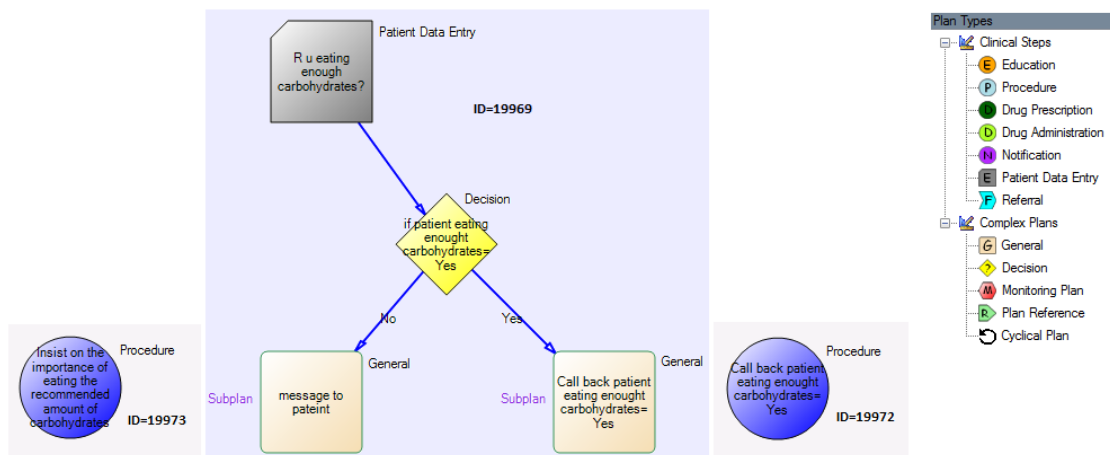 Patient Data Entry
R u eating
enough
carbohydrates?
ID=19969
Decision
if patient eating
enought
carbohydrates=
Yes
No
Yes
Procedure
Insist on the
importance of
eating the
recommended
amount of
carbohydrates
ID=19973
General
Subplan
message to
pateint
General
Subplan
Call back patient
eating enought
carbohydrates=
Yes
Procedure
Call back patient
eating enought
carbohydrates=
Yes
ID=19972
Plan Types
Clinical Steps
E Education
P Procedure
D Drug Prescription
D Drug Administration
N Notification
E Patient Data Entry
F Referral
Complex Plans
G General
? Decision
M Monitoring Plan
R Plan Reference
Cyclical Plan